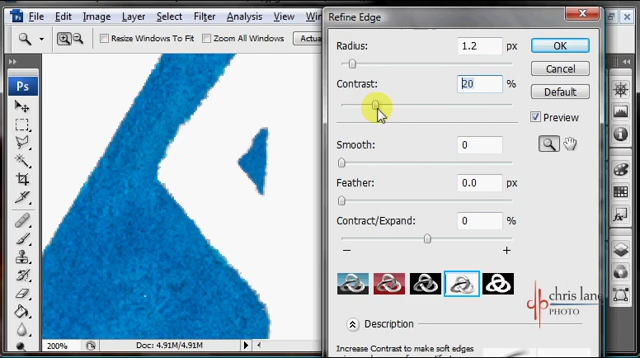 Ps File Edit Image Layer Select Filter Analysis View
Resize Windows To Fit Zoom All Windows Actua
Ps
200% Doc: 4.91M/4.91M
Refine Edge
Radius: 1.2 px
Contrast: 20 %
Smooth: 0
Feather: 0.0 px
Contract/Expand: 0 %
− +
OK
Cancel
Default
Preview
Description
Increase Contrast to make soft edges
chris lane
PHOTO